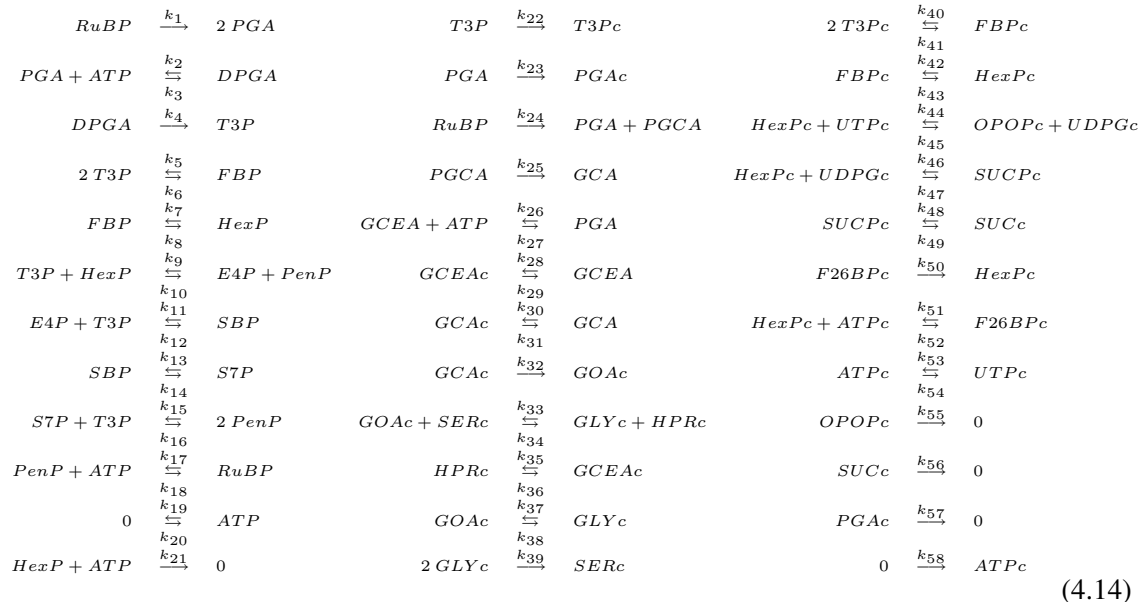 RuBP k1 ⟶ 2 PGA T3P k22 ⟶ T3Pc 2 T3Pc k40 ⇆ k41 FBPc
PGA + ATP k2 ⇆ k3 DPGA PGA k23 ⟶ PGAc FBPc k42 ⇆ k43 HexPc
DPGA k4 ⟶ T3P RuBP k24 ⟶ PGA + PGCA HexPc + UTPc k44 ⇆ k45 OPOPc + UDPGc
2 T3P k5 ⇆ k6 FBP PGCA k25 ⟶ GCA HexPc + UDPGc k46 ⇆ k47 SUCPc
FBP k7 ⇆ k8 HexP GCEA + ATP k26 ⇆ k27 PGA SUCPc k48 ⇆ k49 SUCc
T3P + HexP k9 ⇆ k10 E4P + PenP GCEAc k28 ⇆ k29 GCEA F26BPc k50 ⟶ HexPc
E4P + T3P k11 ⇆ k12 SBP GCAc k30 ⇆ k31 GCA HexPc + ATPc k51 ⇆ k52 F26BPc
SBP k13 ⇆ k14 S7P GCAc k32 ⟶ GOAc ATPc k53 ⇆ k54 UTPc
S7P + T3P k15 ⇆ k16 2 PenP GOAc + SERc k33 ⇆ k34 GLYc + HPRc OPOPc k55 ⟶ 0
PenP + ATP k17 ⇆ k18 RuBP HPRc k35 ⇆ k36 GCEAc SUCc k56 ⟶ 0
0 k19 ⇆ k20 ATP GOAc k37 ⇆ k38 GLYc PGAc k57 ⟶ 0
HexP + ATP k21 ⟶ 0 2 GLYc k39 ⟶ SERc 0 k58 ⟶ ATPc
(4.14)